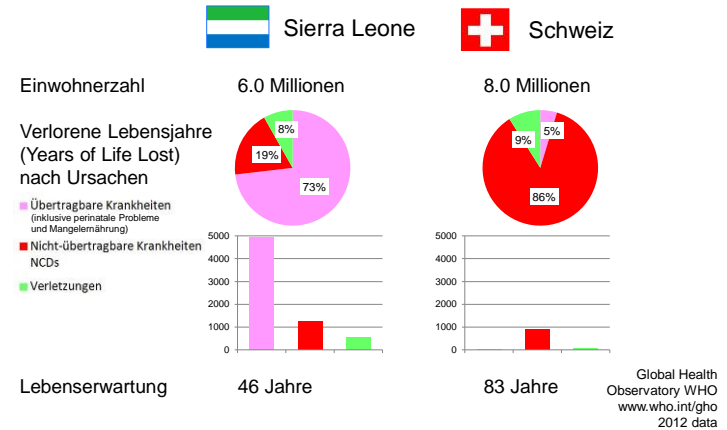 Sierra Leone
Schweiz
Einwohnerzahl
6.0 Millionen
8.0 Millionen
Verlorene Lebensjahre
(Years of Life Lost)
nach Ursachen
8%
19%
73%
5%
9%
86%
Übertragbare Krankheiten
(inklusive perinatale Probleme
und Mangelernährung)
Nicht-übertragbare Krankheiten
NCDs
Verletzungen
5000
4000
3000
2000
1000
0
5000
4000
3000
2000
1000
0
Lebenserwartung
46 Jahre
83 Jahre
Global Health
Observatory WHO
www.who.int/gho
2012 data